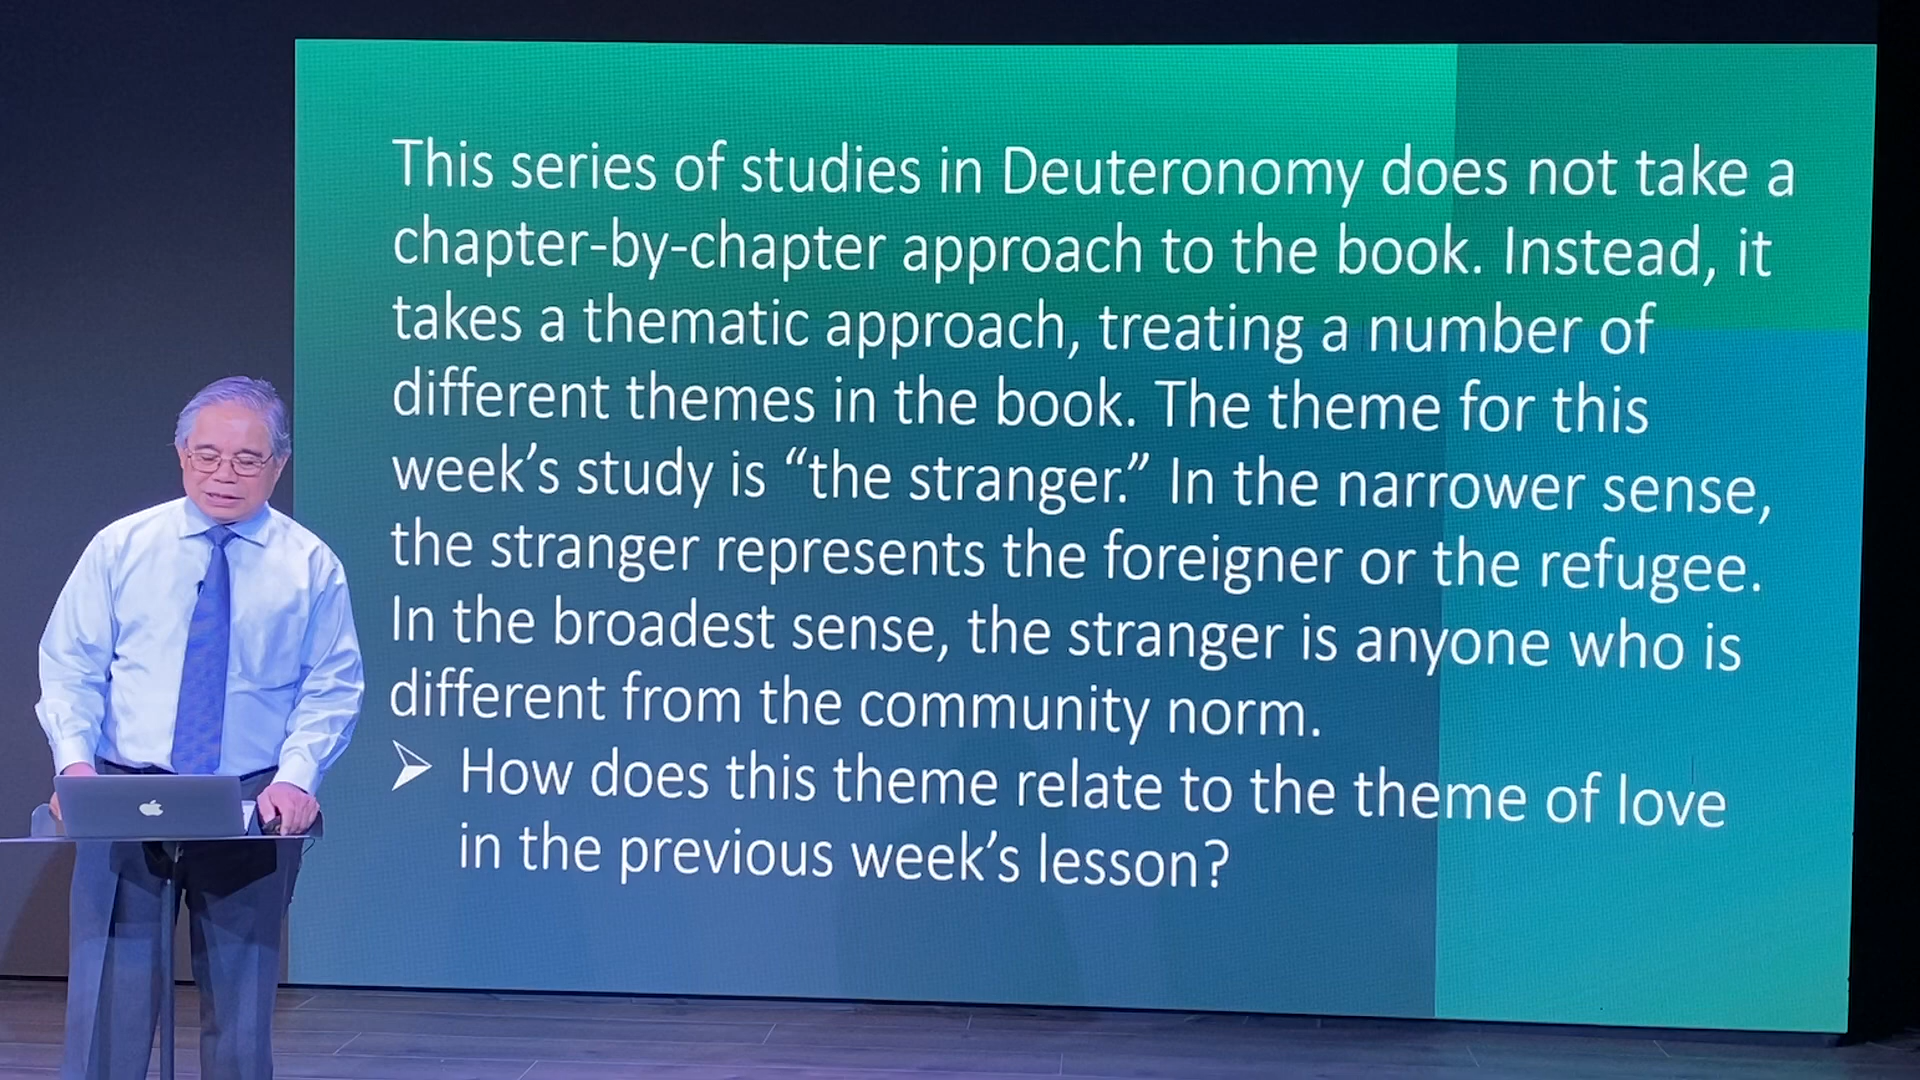 This series of studies in Deuteronomy does not take a
chapter-by-chapter approach to the book. Instead, it
takes a thematic approach, treating a number of
different themes in the book. The theme for this
week’s study is “the stranger.” In the narrower sense,
the stranger represents the foreigner or the refugee.
In the broadest sense, the stranger is anyone who is
different from the community norm.
➢ How does this theme relate to the theme of love
in the previous week’s lesson?